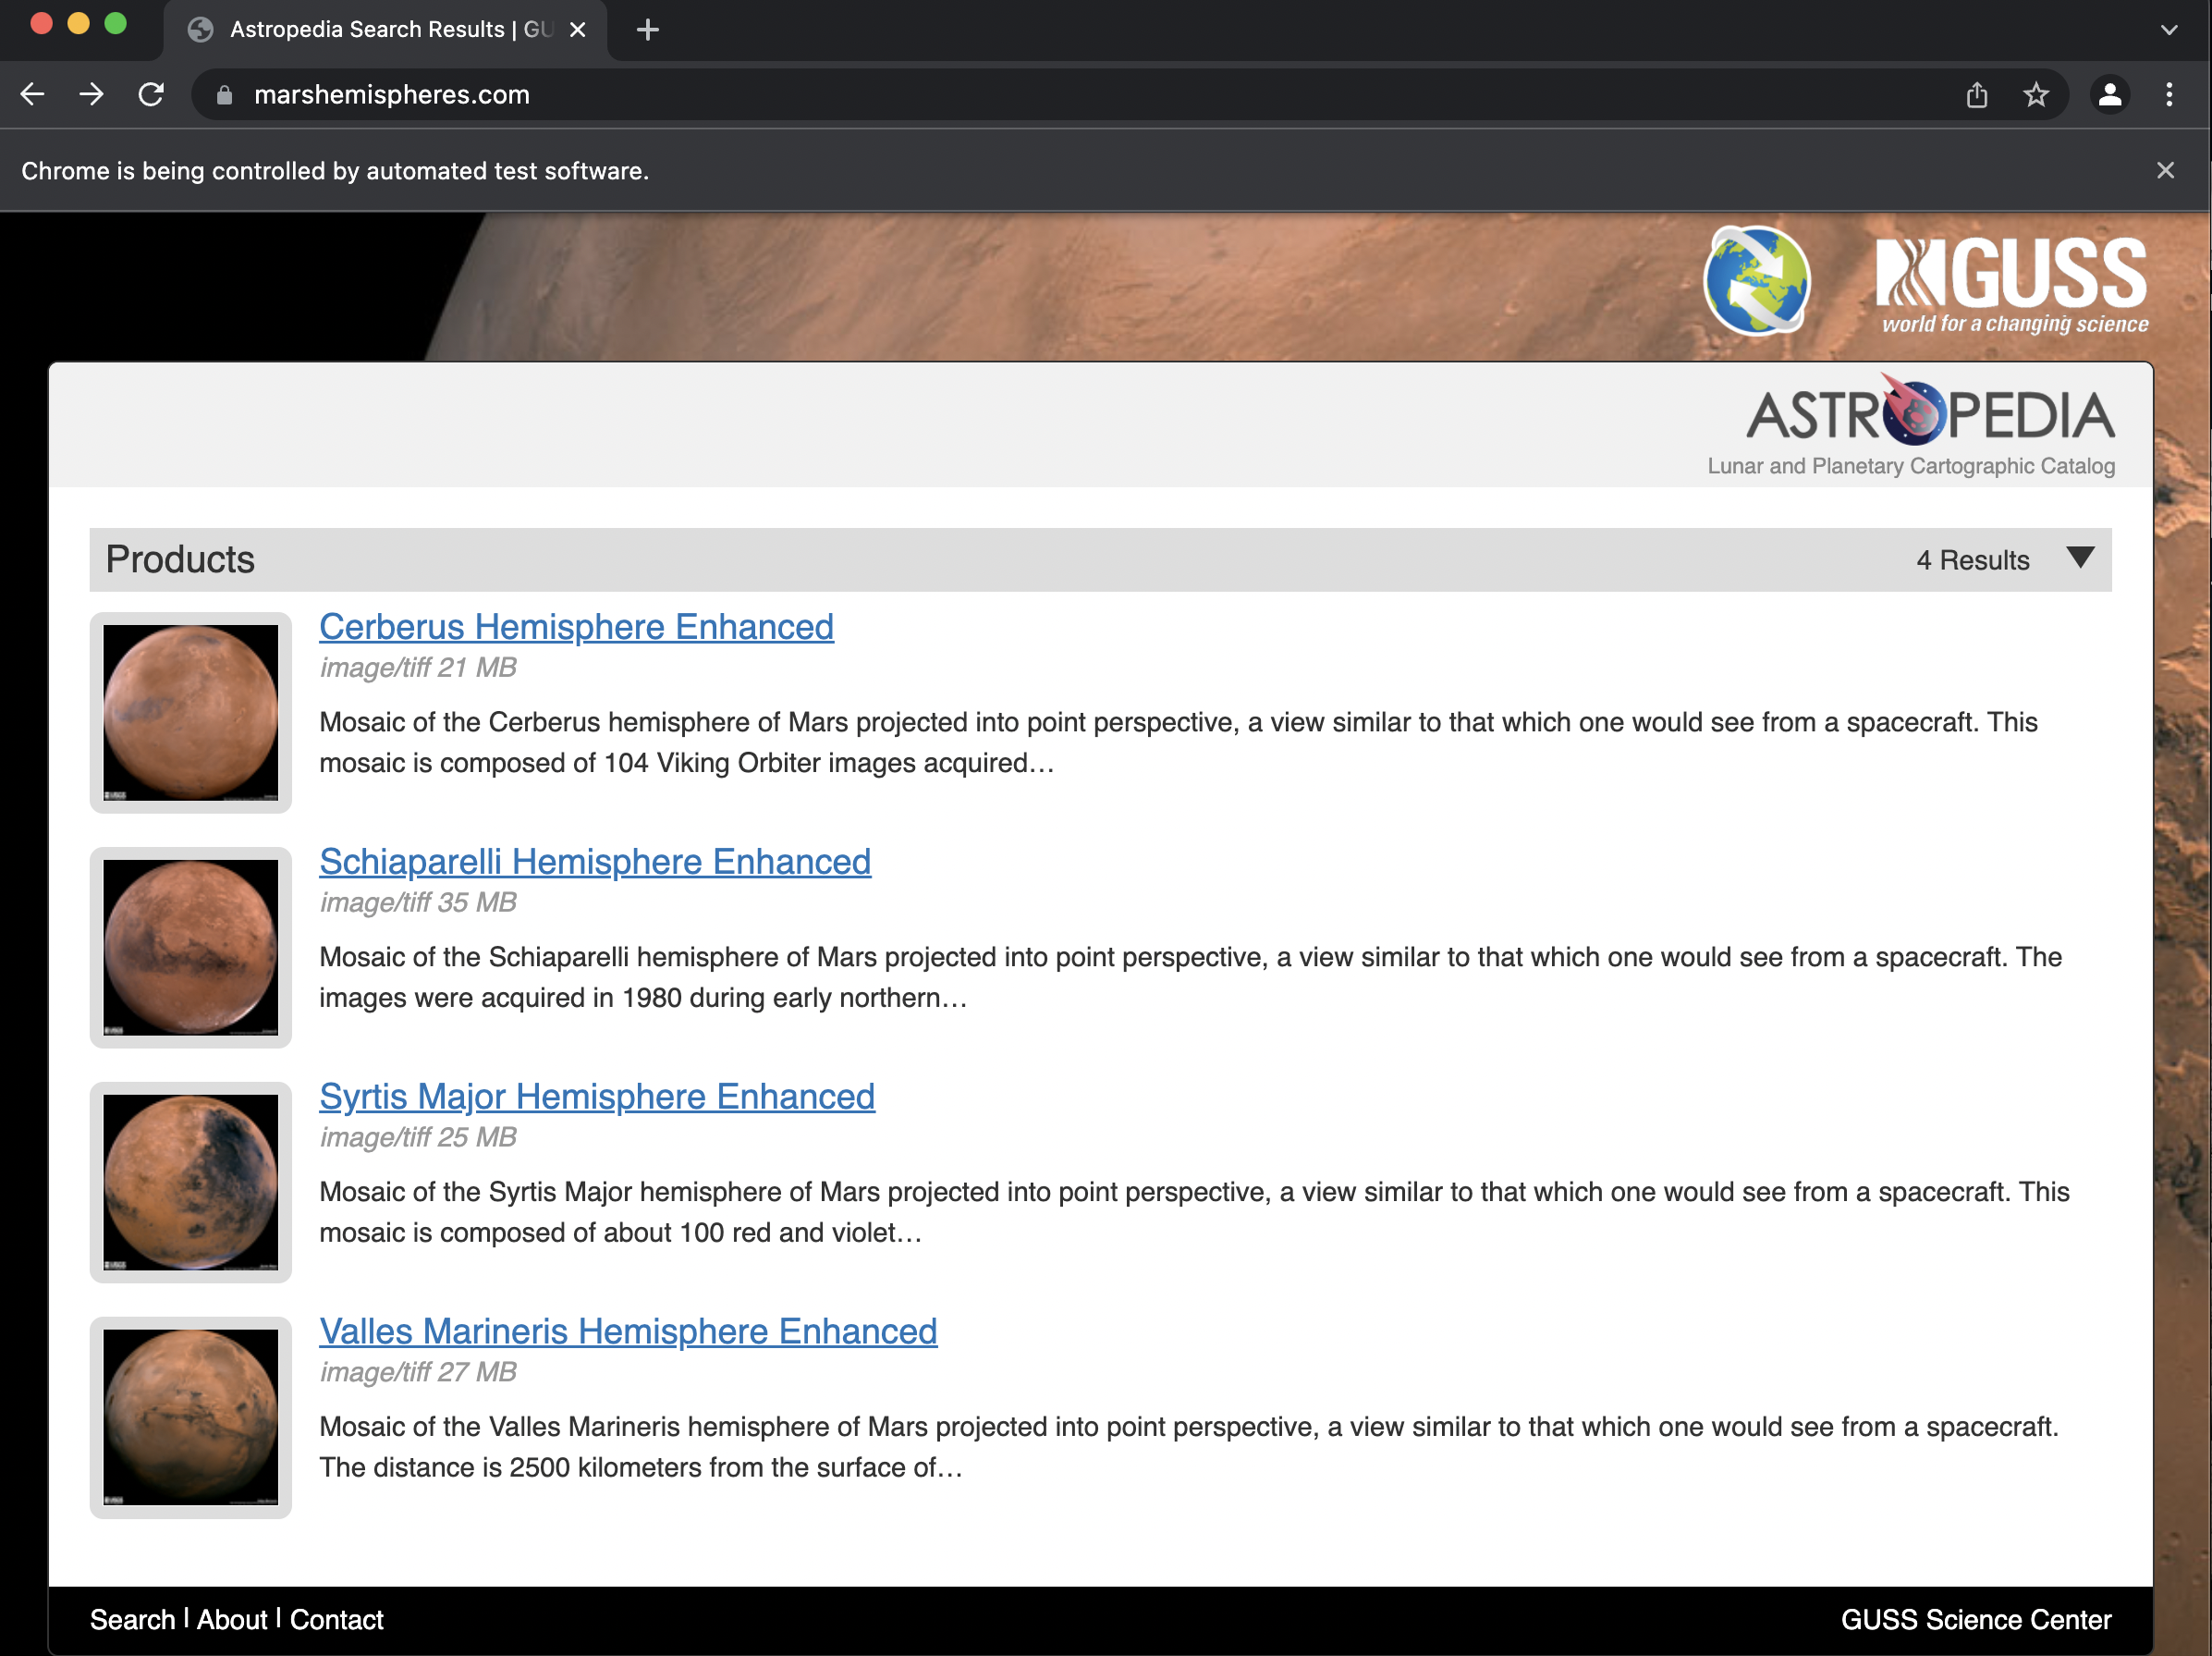 Astropedia Search Results | GU
marshemispheres.com
Chrome is being controlled by automated test software.
GUSS
world for a changing science
ASTROPEDIA
Lunar and Planetary Cartographic Catalog
Products
4 Results
Cerberus Hemisphere Enhanced
image/tiff 21 MB
Mosaic of the Cerberus hemisphere of Mars projected into point perspective, a view similar to that which one would see from a spacecraft. This
mosaic is composed of 104 Viking Orbiter images acquired…
Schiaparelli Hemisphere Enhanced
image/tiff 35 MB
Mosaic of the Schiaparelli hemisphere of Mars projected into point perspective, a view similar to that which one would see from a spacecraft. The
images were acquired in 1980 during early northern…
Syrtis Major Hemisphere Enhanced
image/tiff 25 MB
Mosaic of the Syrtis Major hemisphere of Mars projected into point perspective, a view similar to that which one would see from a spacecraft. This
mosaic is composed of about 100 red and violet…
Valles Marineris Hemisphere Enhanced
image/tiff 27 MB
Mosaic of the Valles Marineris hemisphere of Mars projected into point perspective, a view similar to that which one would see from a spacecraft.
The distance is 2500 kilometers from the surface of…
Search | About | Contact
GUSS Science Center